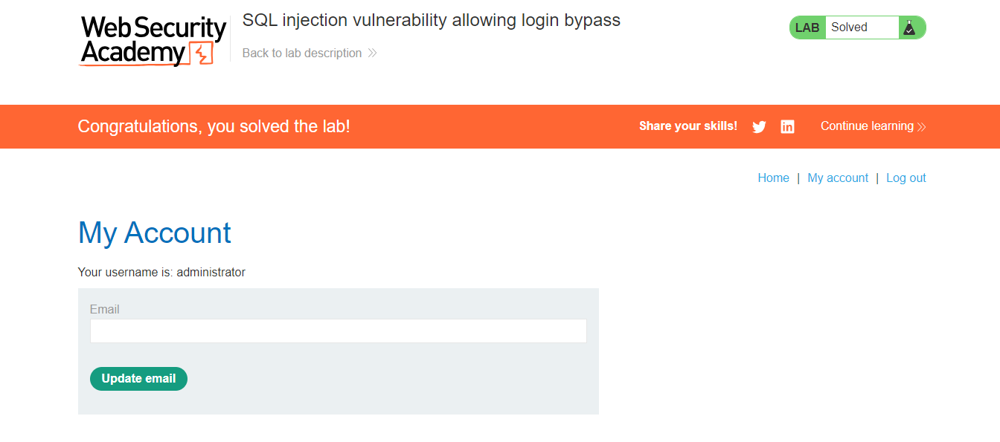 Web Security
Academy
SQL injection vulnerability allowing login bypass
Back to lab description
LAB Solved
Congratulations, you solved the lab!
Share your skills! in Continue learning
Home | My account | Log out
My Account
Your username is: administrator
Email
Update email